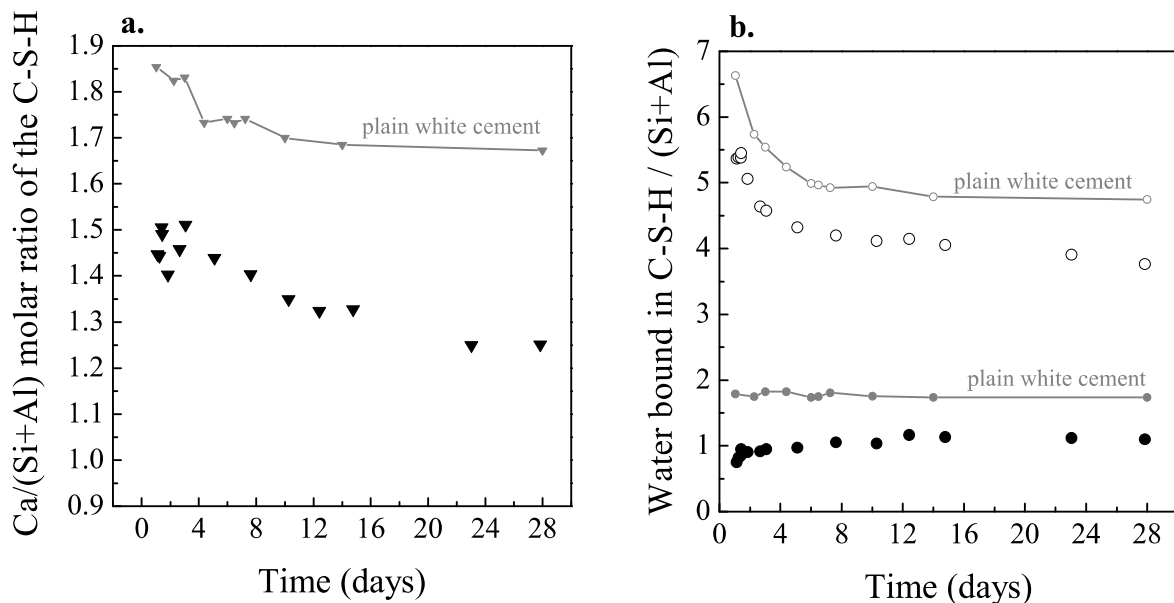 a.
Ca/(Si+Al) molar ratio of the C-S-H
1.9
1.8
1.7
1.6
1.5
1.4
1.3
1.2
1.1
1.0
0.9
plain white cement
0 4 8 12 16 20 24 28
Time (days)
b.
Water bound in C-S-H / (Si+Al)
7
6
5
4
3
2
1
0
plain white cement
plain white cement
0 4 8 12 16 20 24 28
Time (days)